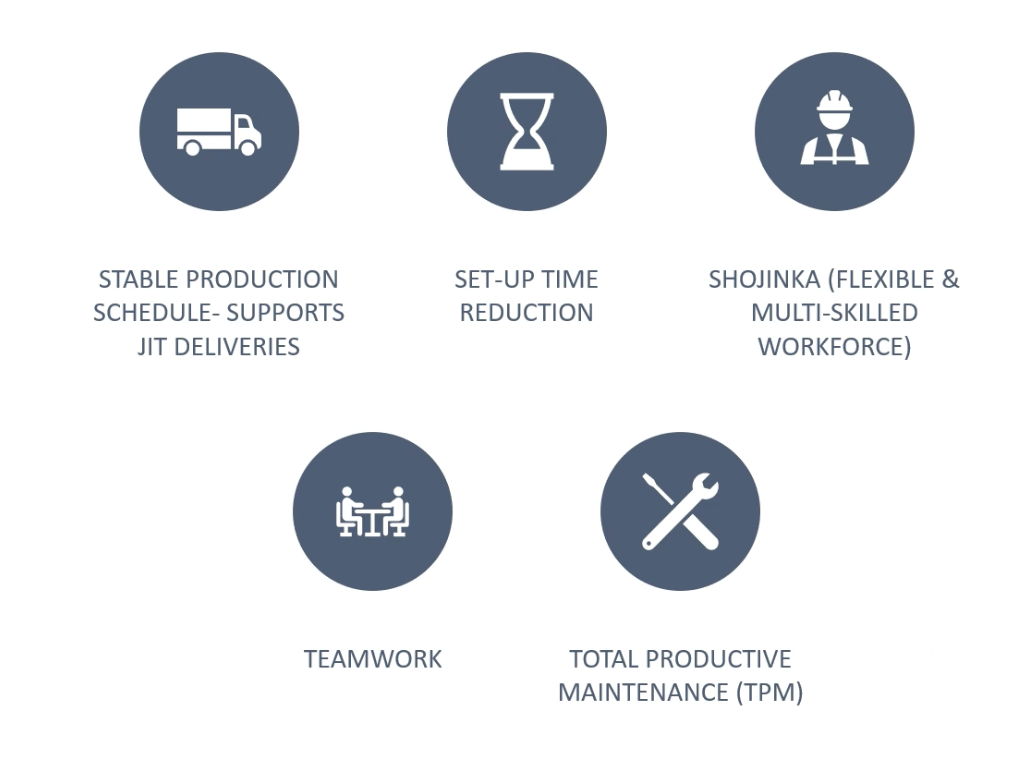 STABLE PRODUCTION
SCHEDULE- SUPPORTS
JIT DELIVERIES
SET-UP TIME
REDUCTION
SHOJINKA (FLEXIBLE &
MULTI-SKILLED
WORKFORCE)
TEAMWORK
TOTAL PRODUCTIVE
MAINTENANCE (TPM)